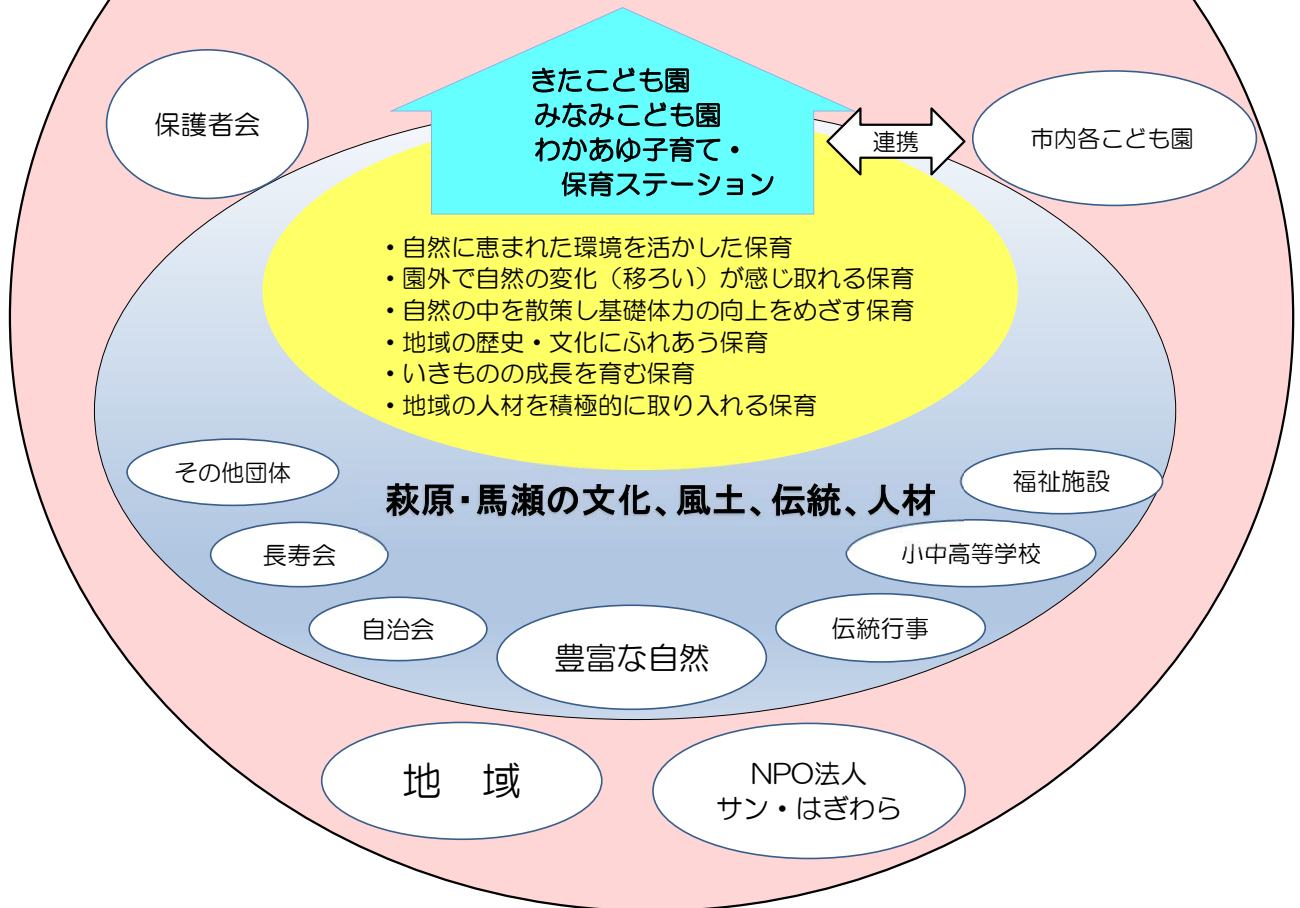 きたこども園
みなみこども園
わかあゆ子育て・
保育ステーション
保護者会
連携
市内各こども園
・自然に恵まれた環境を活かした保育
・園外で自然の変化（移ろい）が感じ取れる保育
・自然の中を散策し基礎体力の向上をめざす保育
・地域の歴史・文化にふれあう保育
・いきものの成長を育む保育
・地域の人材を積極的に取り入れる保育
その他団体
萩原・馬瀬の文化、風土、伝統、人材
福祉施設
長寿会
小中高等学校
自治会
豊富な自然
伝統行事
地　域
NPO法人
サン・はぎわら